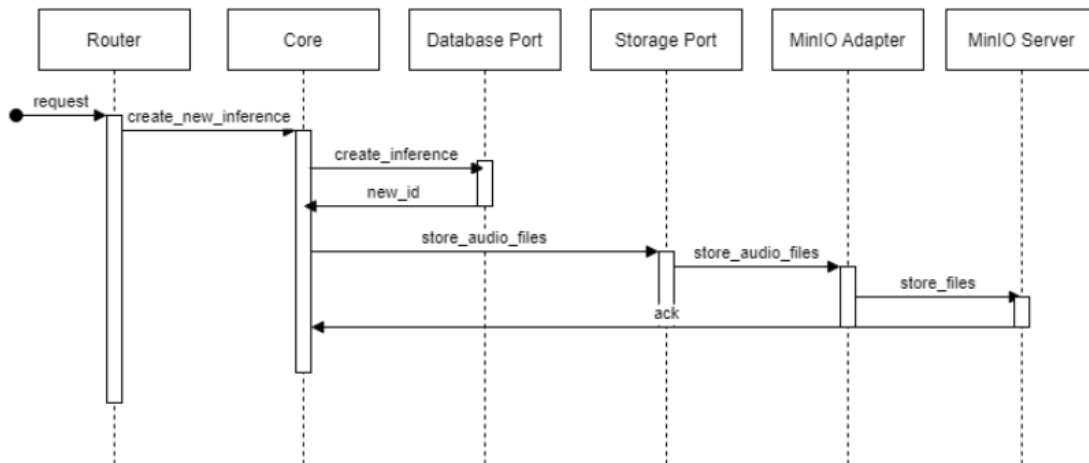 Router
Core
Database Port
Storage Port
MinIO Adapter
MinIO Server
request
create_new_inference
create_inference
new_id
store_audio_files
store_audio_files
store_files
ack